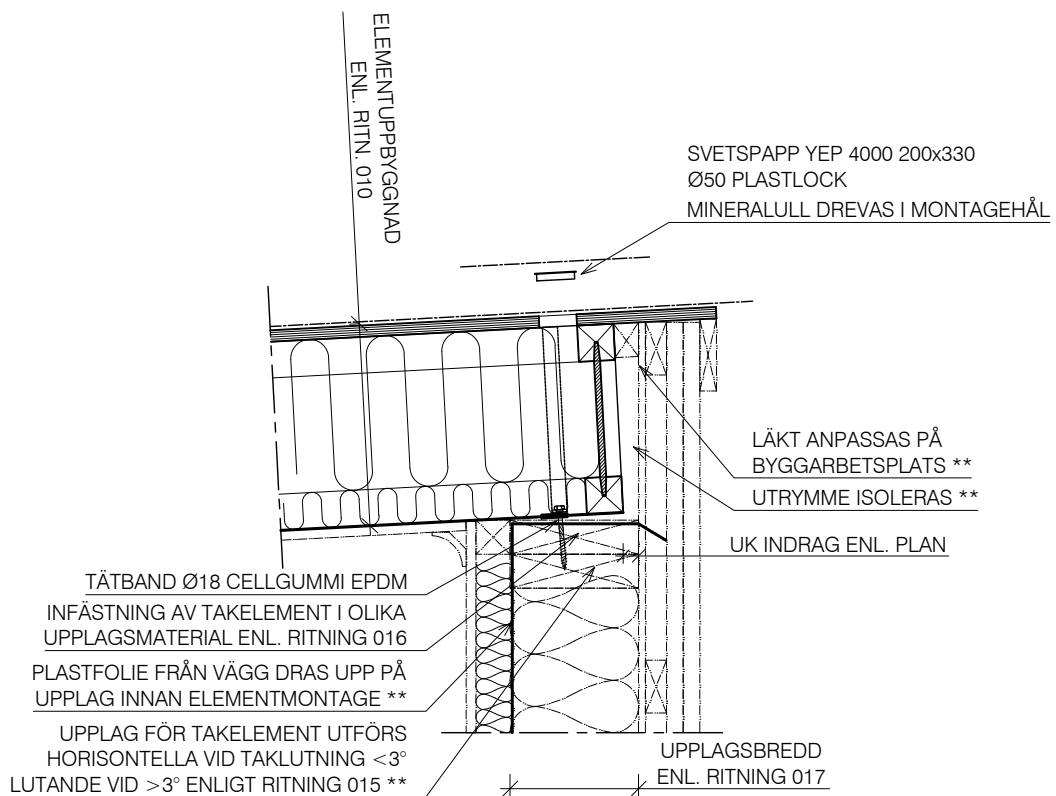 ELEMENTUPPBYGGNAD
ENL. RITN. 010
SVETSPAPP YEP 4000 200x330
Ø50 PLASTLOCK
MINERALULL DREVAS I MONTAGEHÅL
LÄKT ANPASSAS PÅ
BYGGARBETSPLATS **
UTRYMME ISOLERAS **
UK INDRAG ENL. PLAN
TÄTBAND Ø18 CELLGUMMI EPDM
INFÄSTNING AV TAKELEMENT I OLIKA
UPPLAGSMATERIAL ENL. RITNING 016
PLASTFOLIE FRÅN VÄGG DRAS UPP PÅ
UPPLAG INNAN ELEMENTMONTAGE **
UPPLAG FÖR TAKELEMENT UTFÖRS
HORISONTELLA VID TAKLUTNING <3°
LUTANDE VID >3° ENLIGT RITNING 015 **
UPPLAGSBREDD
ENL. RITNING 017